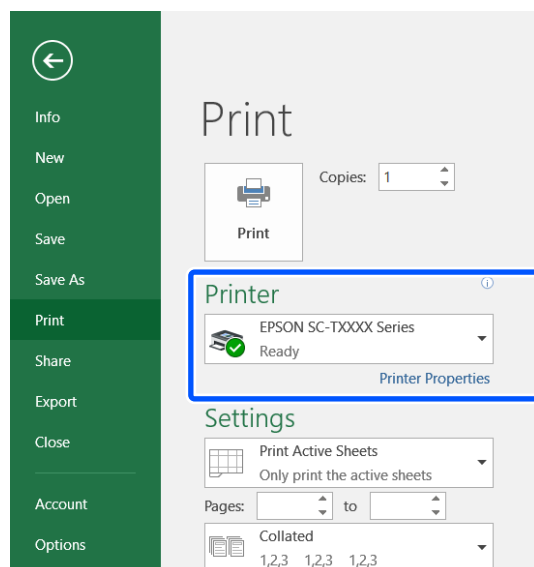 Info
New
Open
Save
Save As
Print
Share
Export
Close
Account
Options
Print
Print
Copies: 1
Printer
EPSON SC-TXXXX Series
Ready
Printer Properties
Settings
Print Active Sheets
Only print the active sheets
Pages: to
Collated
1,2,3 1,2,3 1,2,3